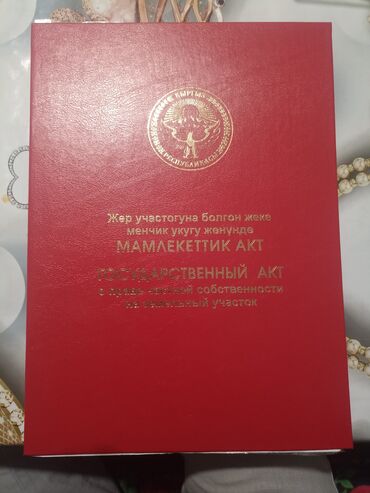 Жер участогуна болгон жеке
менчик укугу жөнүндө
МАМЛЕКЕТТИК АКТ
ГОСУДАРСТВЕННЫЙ АКТ
о праве частной собственности
на земельный участок